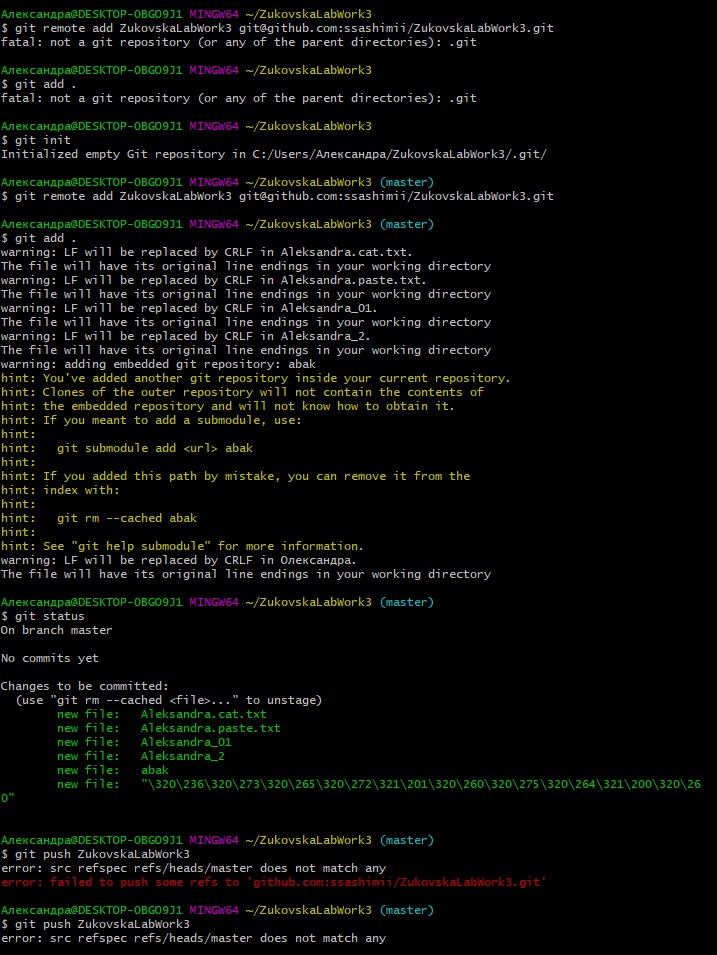 Александра@DESKTOP-OBGO9J1 MINGW64 ~/ZukovskaLabWork3
$ git remote add ZukovskaLabWork3 git@github.com:ssashimii/ZukovskaLabWork3.git
fatal: not a git repository (or any of the parent directories): .git
Александра@DESKTOP-OBGO9J1 MINGW64 ~/ZukovskaLabWork3
$ git add .
fatal: not a git repository (or any of the parent directories): .git
Александра@DESKTOP-OBGO9J1 MINGW64 ~/ZukovskaLabWork3
$ git init
Initialized empty Git repository in C:/Users/Александра/ZukovskaLabWork3/.git/
Александра@DESKTOP-OBGO9J1 MINGW64 ~/ZukovskaLabWork3 (master)
$ git remote add ZukovskaLabWork3 git@github.com:ssashimii/ZukovskaLabWork3.git
Александра@DESKTOP-OBGO9J1 MINGW64 ~/ZukovskaLabWork3 (master)
$ git add .
warning: LF will be replaced by CRLF in Aleksandra.cat.txt.
The file will have its original line endings in your working directory
warning: LF will be replaced by CRLF in Aleksandra.paste.txt.
The file will have its original line endings in your working directory
warning: LF will be replaced by CRLF in Aleksandra_01.
The file will have its original line endings in your working directory
warning: LF will be replaced by CRLF in Aleksandra_2.
The file will have its original line endings in your working directory
warning: adding embedded git repository: abak
hint: You've added another git repository inside your current repository.
hint: Clones of the outer repository will not contain the contents of
hint: the embedded repository and will not know how to obtain it.
hint: If you meant to add a submodule, use:
hint:
hint:   git submodule add <url> abak
hint:
hint: If you added this path by mistake, you can remove it from the
hint: index with:
hint:
hint:   git rm --cached abak
hint:
hint: See "git help submodule" for more information.
warning: LF will be replaced by CRLF in Олександра.
The file will have its original line endings in your working directory
Александра@DESKTOP-OBGO9J1 MINGW64 ~/ZukovskaLabWork3 (master)
$ git status
On branch master
No commits yet
Changes to be committed:
  (use "git rm --cached <file>..." to unstage)
        new file:   Aleksandra.cat.txt
        new file:   Aleksandra.paste.txt
        new file:   Aleksandra_01
        new file:   Aleksandra_2
        new file:   abak
        new file:   "\320\236\320\273\320\265\320\272\321\201\320\260\320\275\320\264\321\200\320\26
0"
Александра@DESKTOP-OBGO9J1 MINGW64 ~/ZukovskaLabWork3 (master)
$ git push ZukovskaLabWork3
error: src refspec refs/heads/master does not match any
error: failed to push some refs to 'github.com:ssashimii/ZukovskaLabWork3.git'
Александра@DESKTOP-OBGO9J1 MINGW64 ~/ZukovskaLabWork3 (master)
$ git push ZukovskaLabWork3
error: src refspec refs/heads/master does not match any